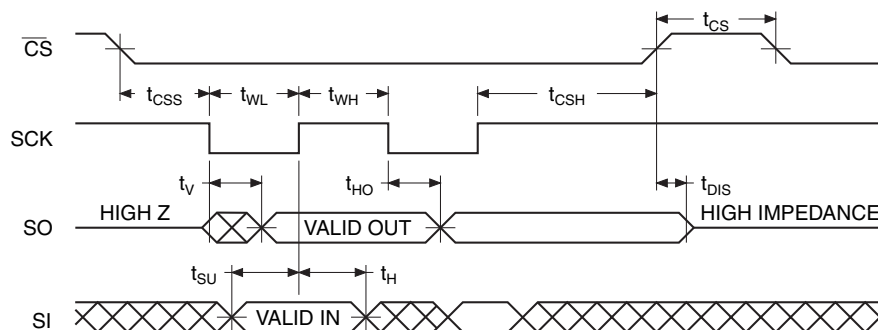 t_CS
CS
t_CSS t_WL t_WH t_CSH
SCK
t_V t_HO t_DIS
HIGH Z HIGH IMPEDANCE
SO VALID OUT
t_SU t_H
SI VALID IN